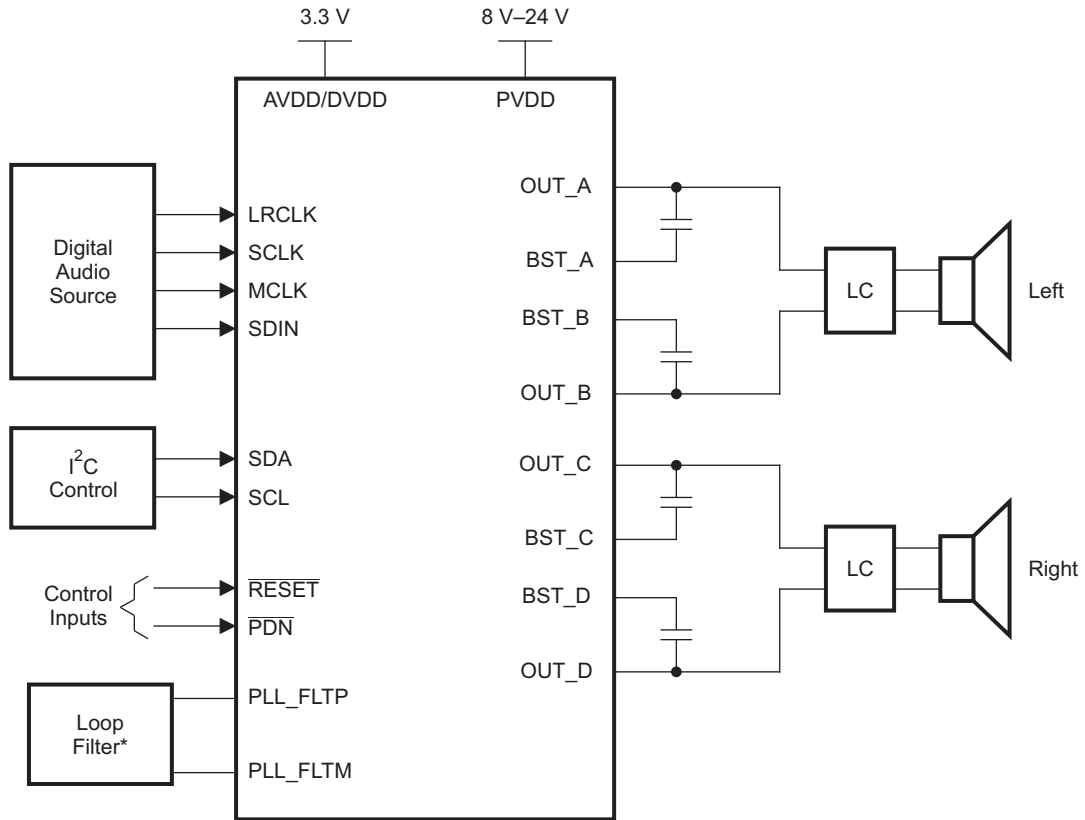 3.3 V
8 V–24 V
AVDD/DVDD
PVDD
Digital
Audio
Source
LRCLK
SCLK
MCLK
SDIN
I²C
Control
SDA
SCL
Control
Inputs
RESET
PDN
Loop
Filter*
PLL_FLTP
PLL_FLTM
OUT_A
BST_A
BST_B
OUT_B
LC
Left
OUT_C
BST_C
BST_D
OUT_D
LC
Right